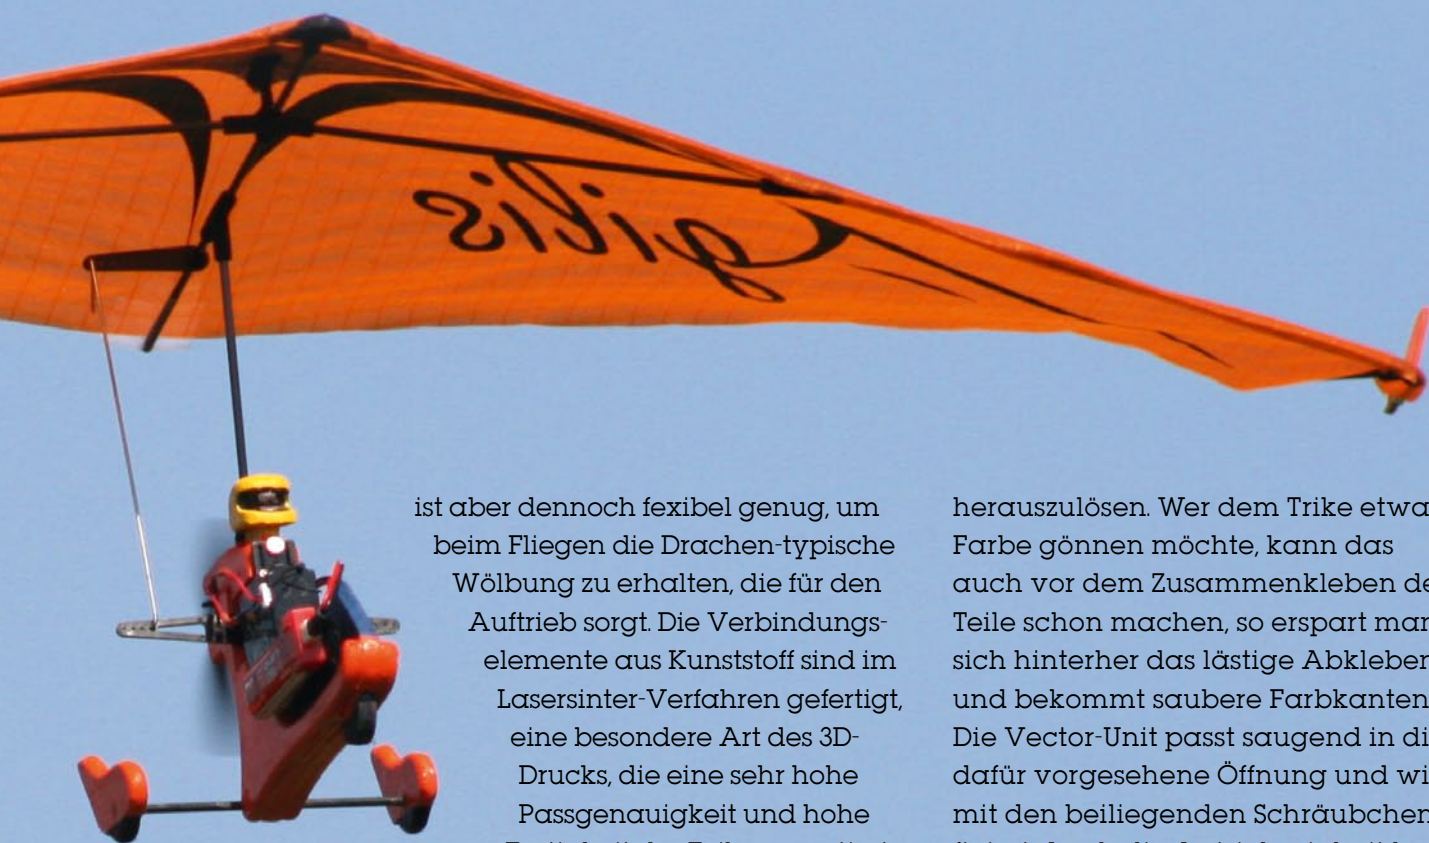 gilis
ist aber dennoch fexibel genug, um
beim Fliegen die Drachen-typische
Wölbung zu erhalten, die für den
Auftrieb sorgt. Die Verbindungs-
elemente aus Kunststoff sind im
Lasersinter-Verfahren gefertigt,
eine besondere Art des 3D-
Drucks, die eine sehr hohe
Passgenauigkeit und hohe
herauszulösen. Wer dem Trike etwa
Farbe gönnen möchte, kann das
auch vor dem Zusammenkleben de
Teile schon machen, so erspart man
sich hinterher das lästige Abkleben
und bekommt saubere Farbkanten
Die Vector-Unit passt saugend in di
dafür vorgesehene Öffnung und wi
mit den beiliegenden Schräubchen